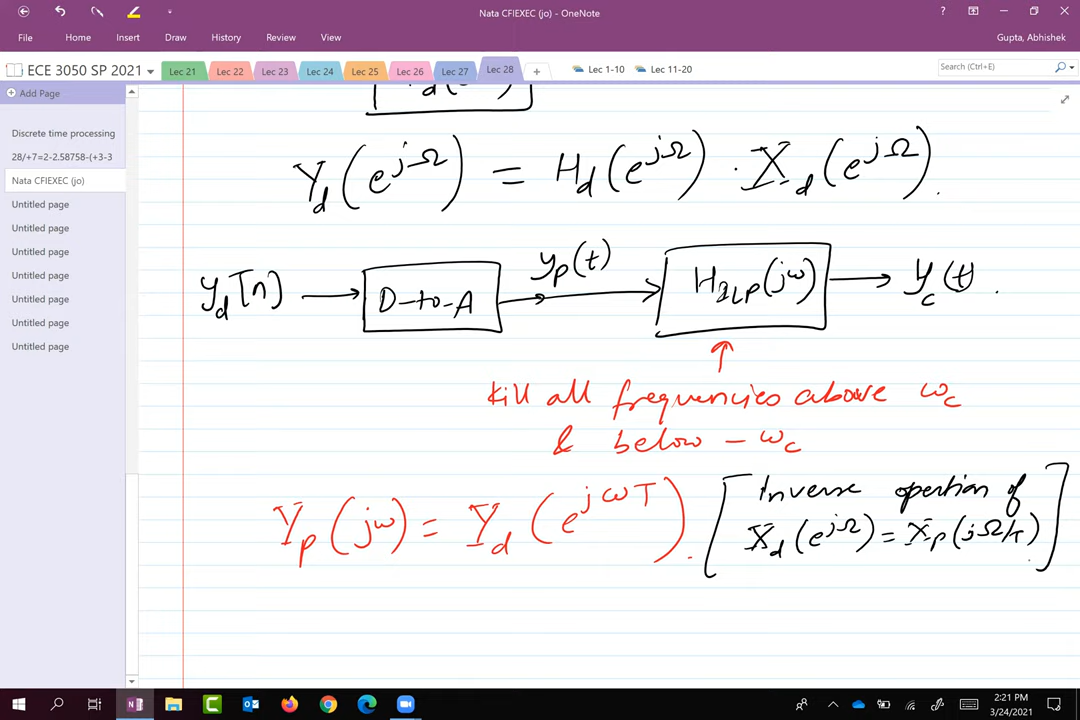 Nata CFIEXEC (jo) - OneNote
File Home Insert Draw History Review View
Gupta, Abhishek
ECE 3050 SP 2021
Lec 21 Lec 22 Lec 23 Lec 24 Lec 25 Lec 26 Lec 27 Lec 28 + Lec 1-10 Lec 11-20
Search (Ctrl+E)
Add Page
Discrete time processing
28/+7=2-2.58758-(+3-3
Nata CFIEXEC (jo)
Untitled page
Untitled page
Untitled page
Untitled page
Untitled page
Untitled page
Untitled page
Y_d(e^{jΩ}) = H_d(e^{jΩ}) · X_d(e^{jΩ}).
y_d[n] → D-to-A → y_p(t) → (jω) → y_c(t).
kill all frequencies above ω_c
& below -ω_c
Y_p(jω) = Y_d(e^{jωT}).
[Inverse opertion of
X_d(e^{jΩ}) = X_p(jΩ/T)]
2:21 PM
3/24/2021